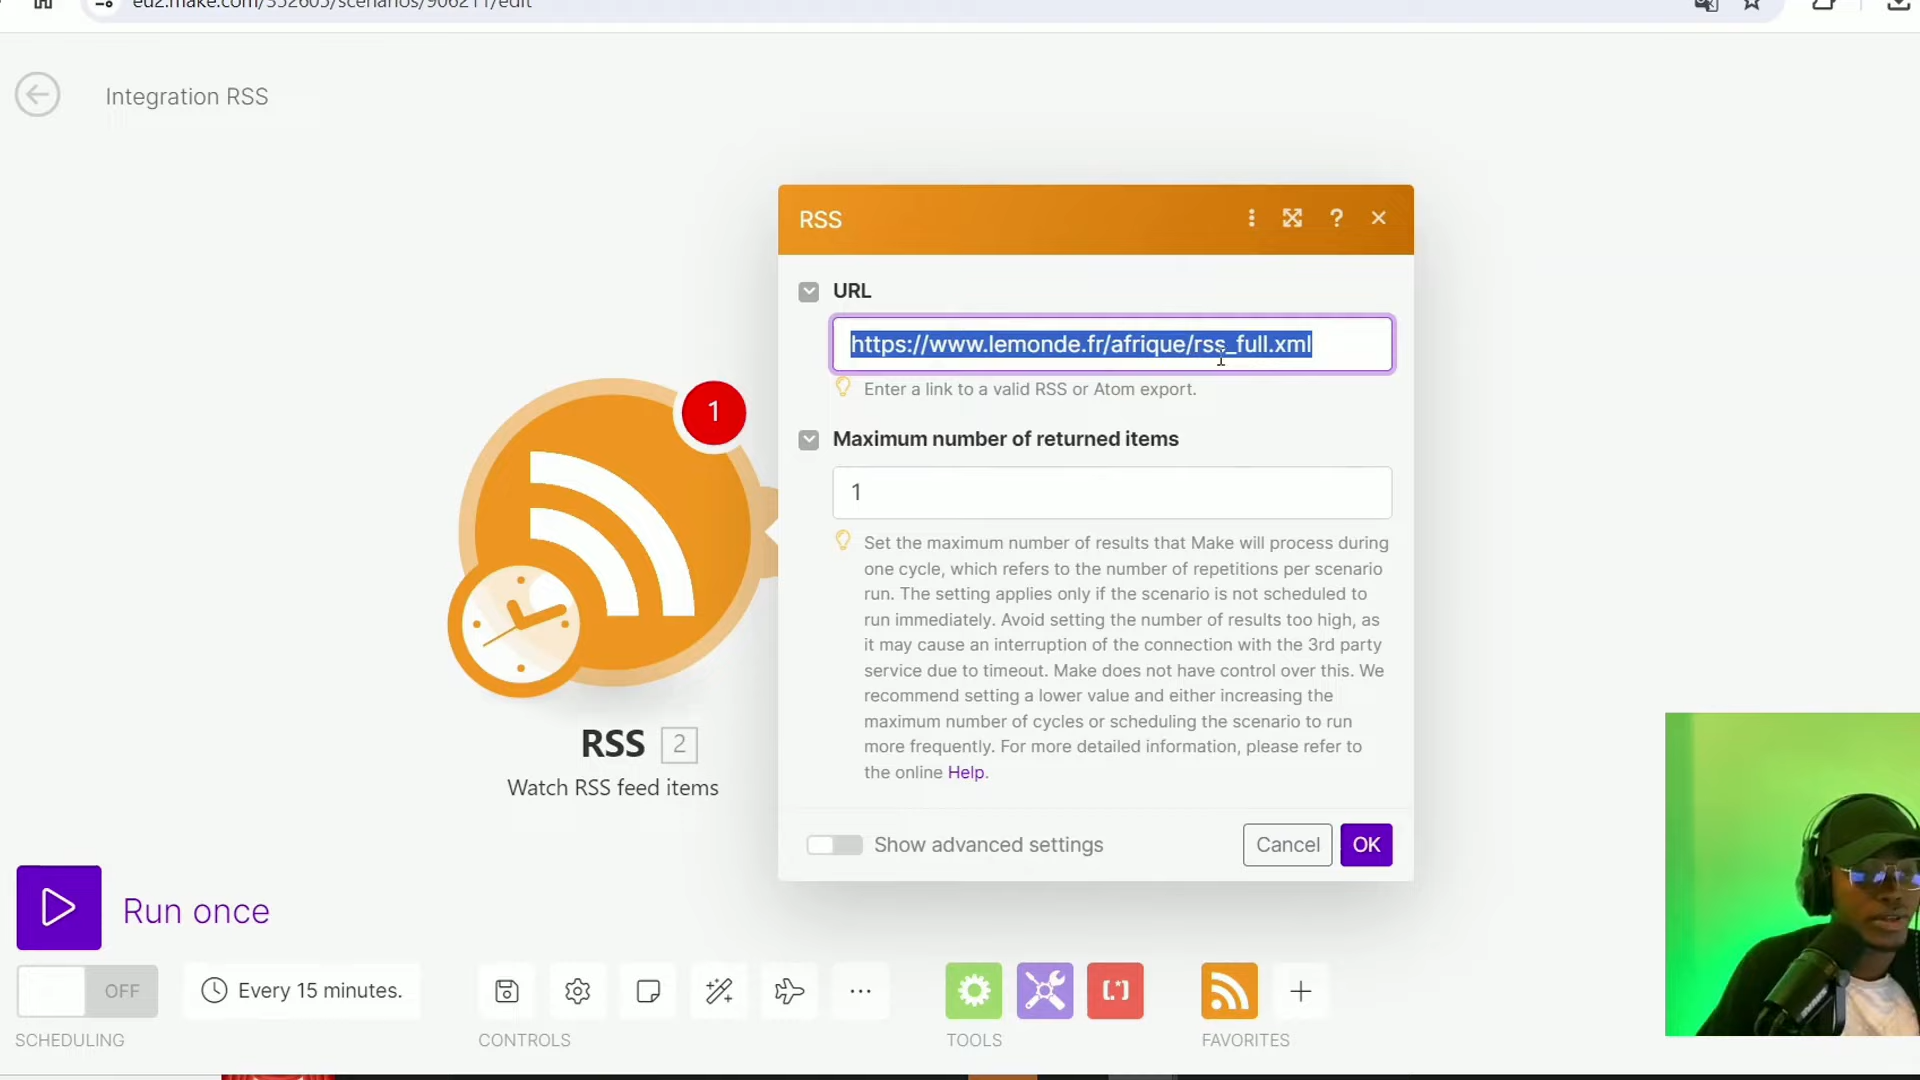 eu2.make.com/352605/scenarios/906211/edit
Integration RSS
RSS
URL
https://www.lemonde.fr/afrique/rss_full.xml
Enter a link to a valid RSS or Atom export.
Maximum number of returned items
1
Set the maximum number of results that Make will process during
one cycle, which refers to the number of repetitions per scenario
run. The setting applies only if the scenario is not scheduled to
run immediately. Avoid setting the number of results too high, as
it may cause an interruption of the connection with the 3rd party
service due to timeout. Make does not have control over this. We
recommend setting a lower value and either increasing the
maximum number of cycles or scheduling the scenario to run
more frequently. For more detailed information, please refer to
the online Help.
Show advanced settings
Cancel
OK
1
RSS 2
Watch RSS feed items
Run once
OFF
Every 15 minutes.
SCHEDULING
CONTROLS
TOOLS
FAVORITES